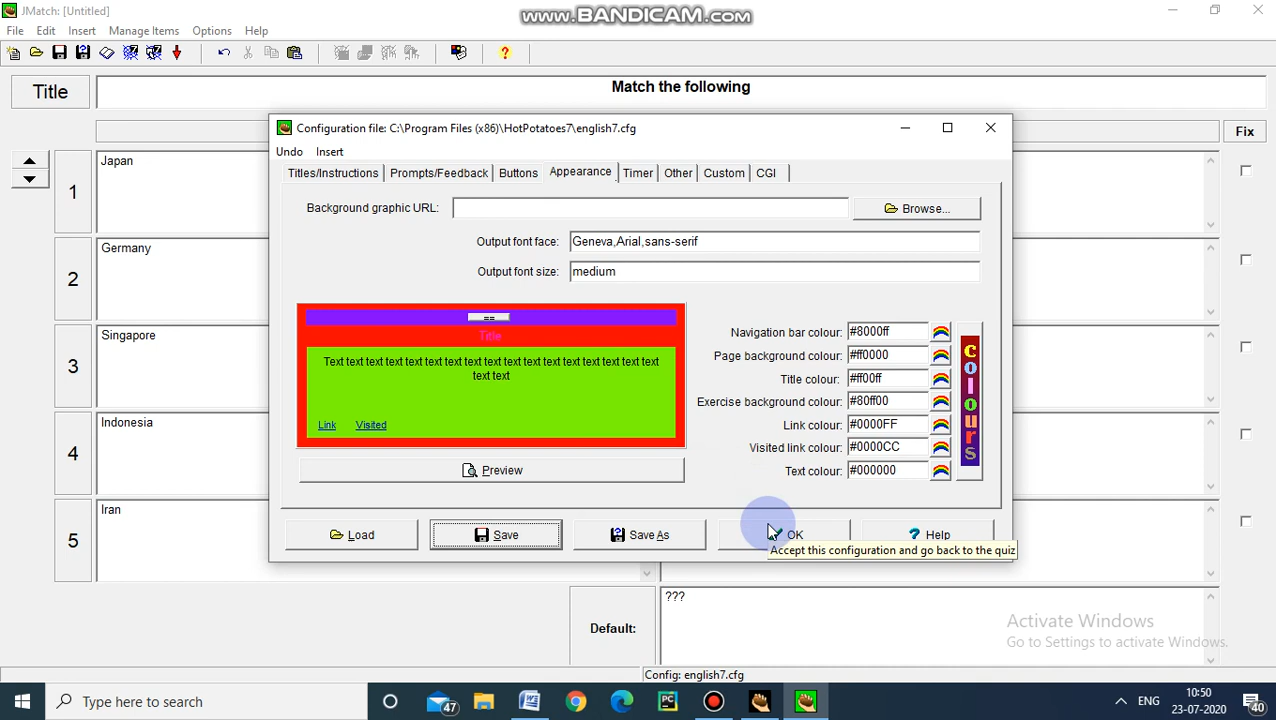 JMatch: [Untitled]
www.BANDICAM.com
File Edit Insert Manage Items Options Help
Title
Match the following
Fix
Configuration file: C:\Program Files (x86)\HotPotatoes7\english7.cfg
Undo Insert
Titles/Instructions Prompts/Feedback Buttons Appearance Timer Other Custom CGI
Background graphic URL:
Browse...
Output font face: Geneva,Arial,sans-serif
Output font size: medium
==
Title
Text text text text text text text text text text text text text text text text text
text text
Link Visited
Preview
Navigation bar colour: #8000ff
Page background colour: #ff0000
Title colour: #ff00ff
Exercise background colour: #80ff00
Link colour: #0000FF
Visited link colour: #0000CC
Text colour: #000000
Colours
Load Save Save As OK Help
Accept this configuration and go back to the quiz
1 Japan
2 Germany
3 Singapore
4 Indonesia
5 Iran
Default: ???
Activate Windows
Go to Settings to activate Windows.
Config: english7.cfg
Type here to search
47
ENG
10:50
23-07-2020
40